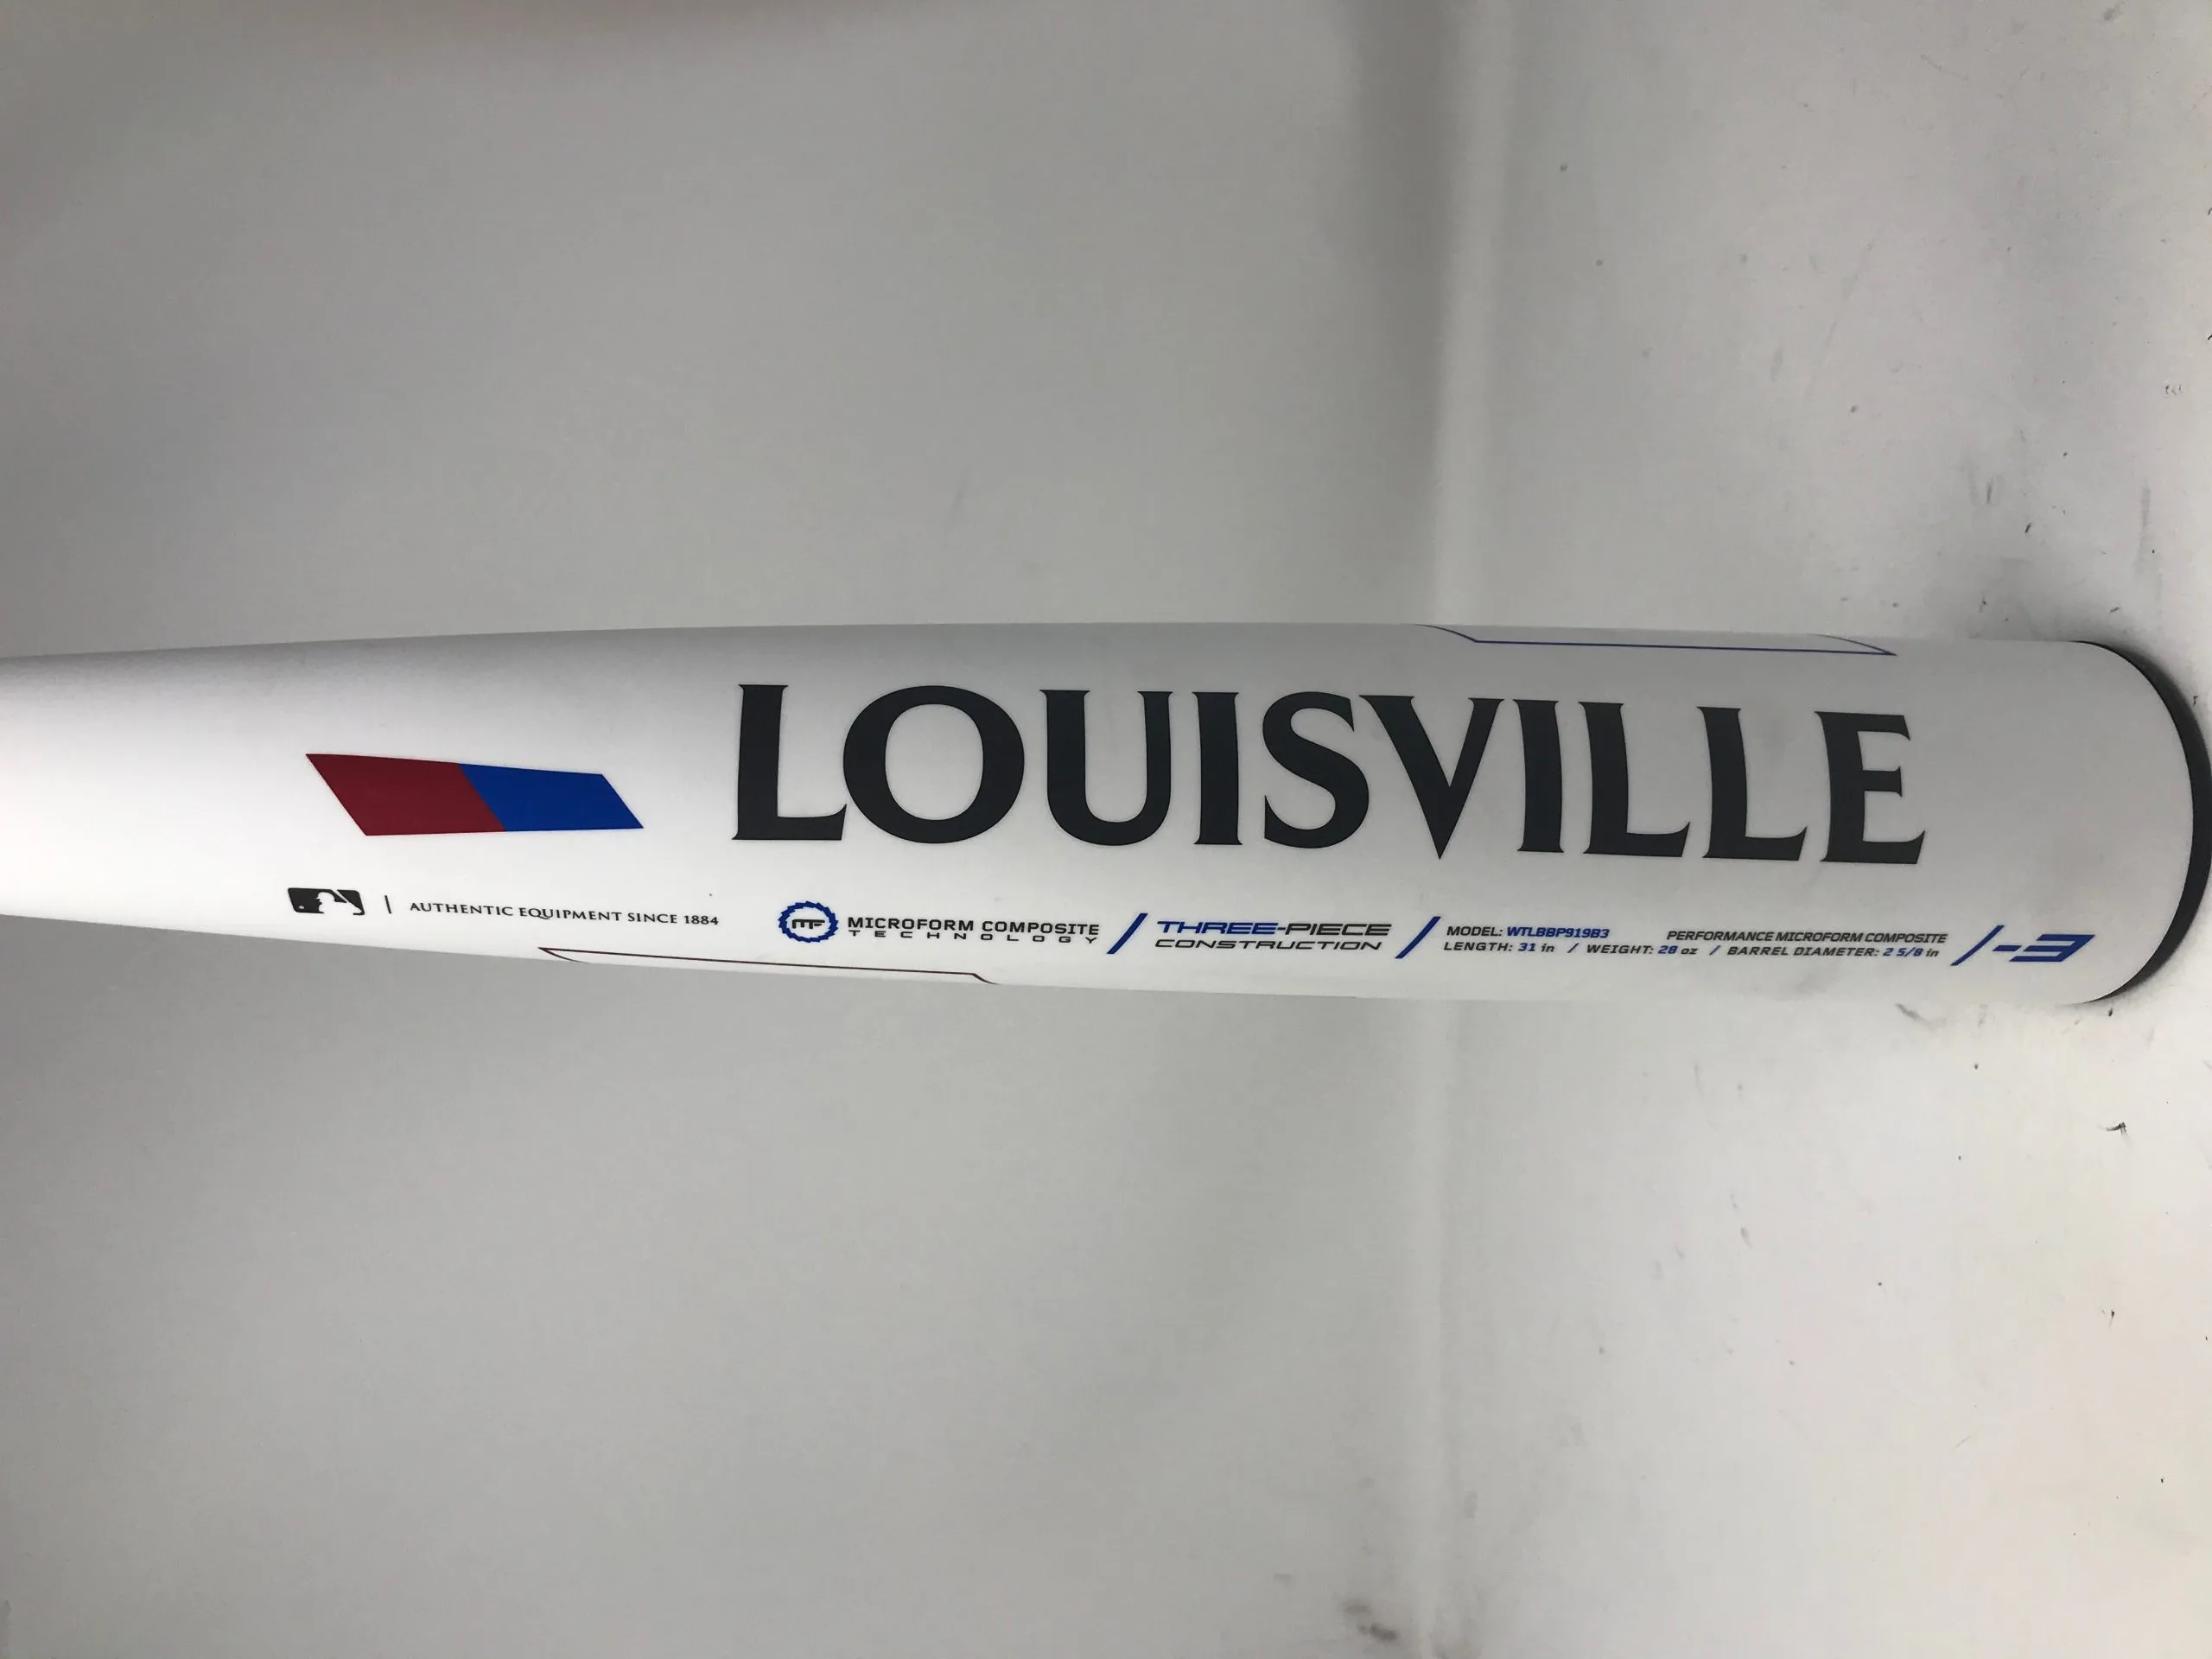 LOUISVILLE
AUTHENTIC EQUIPMENT SINCE 1884
MF
MICROFORM COMPOSITE
TECHNOLOGY
/ THREE-PIECE
CONSTRUCTION /
MODEL: WTLBBP919B3 PERFORMANCE MICROFORM COMPOSITE
LENGTH: 31 in / WEIGHT: 28 oz / BARREL DIAMETER: 2 5/8 in
/-3